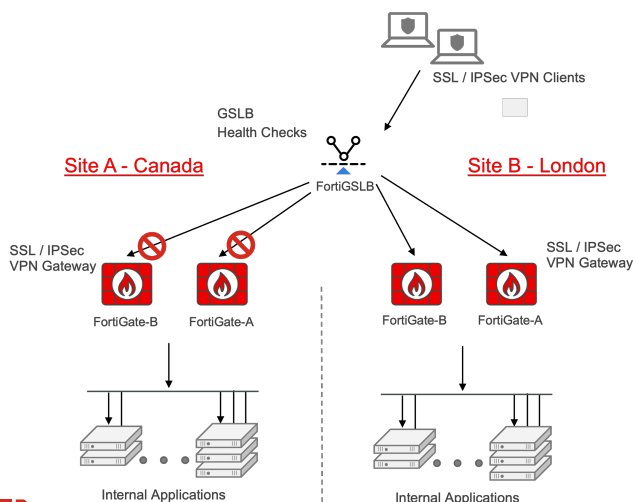 SSL / IPSec VPN Clients
GSLB
Health Checks
Site A - Canada
Site B - London
FortiGSLB
SSL / IPSec
VPN Gateway
SSL / IPSec
VPN Gateway
FortiGate-B
FortiGate-A
FortiGate-B
FortiGate-A
Internal Applications
Internal Applications